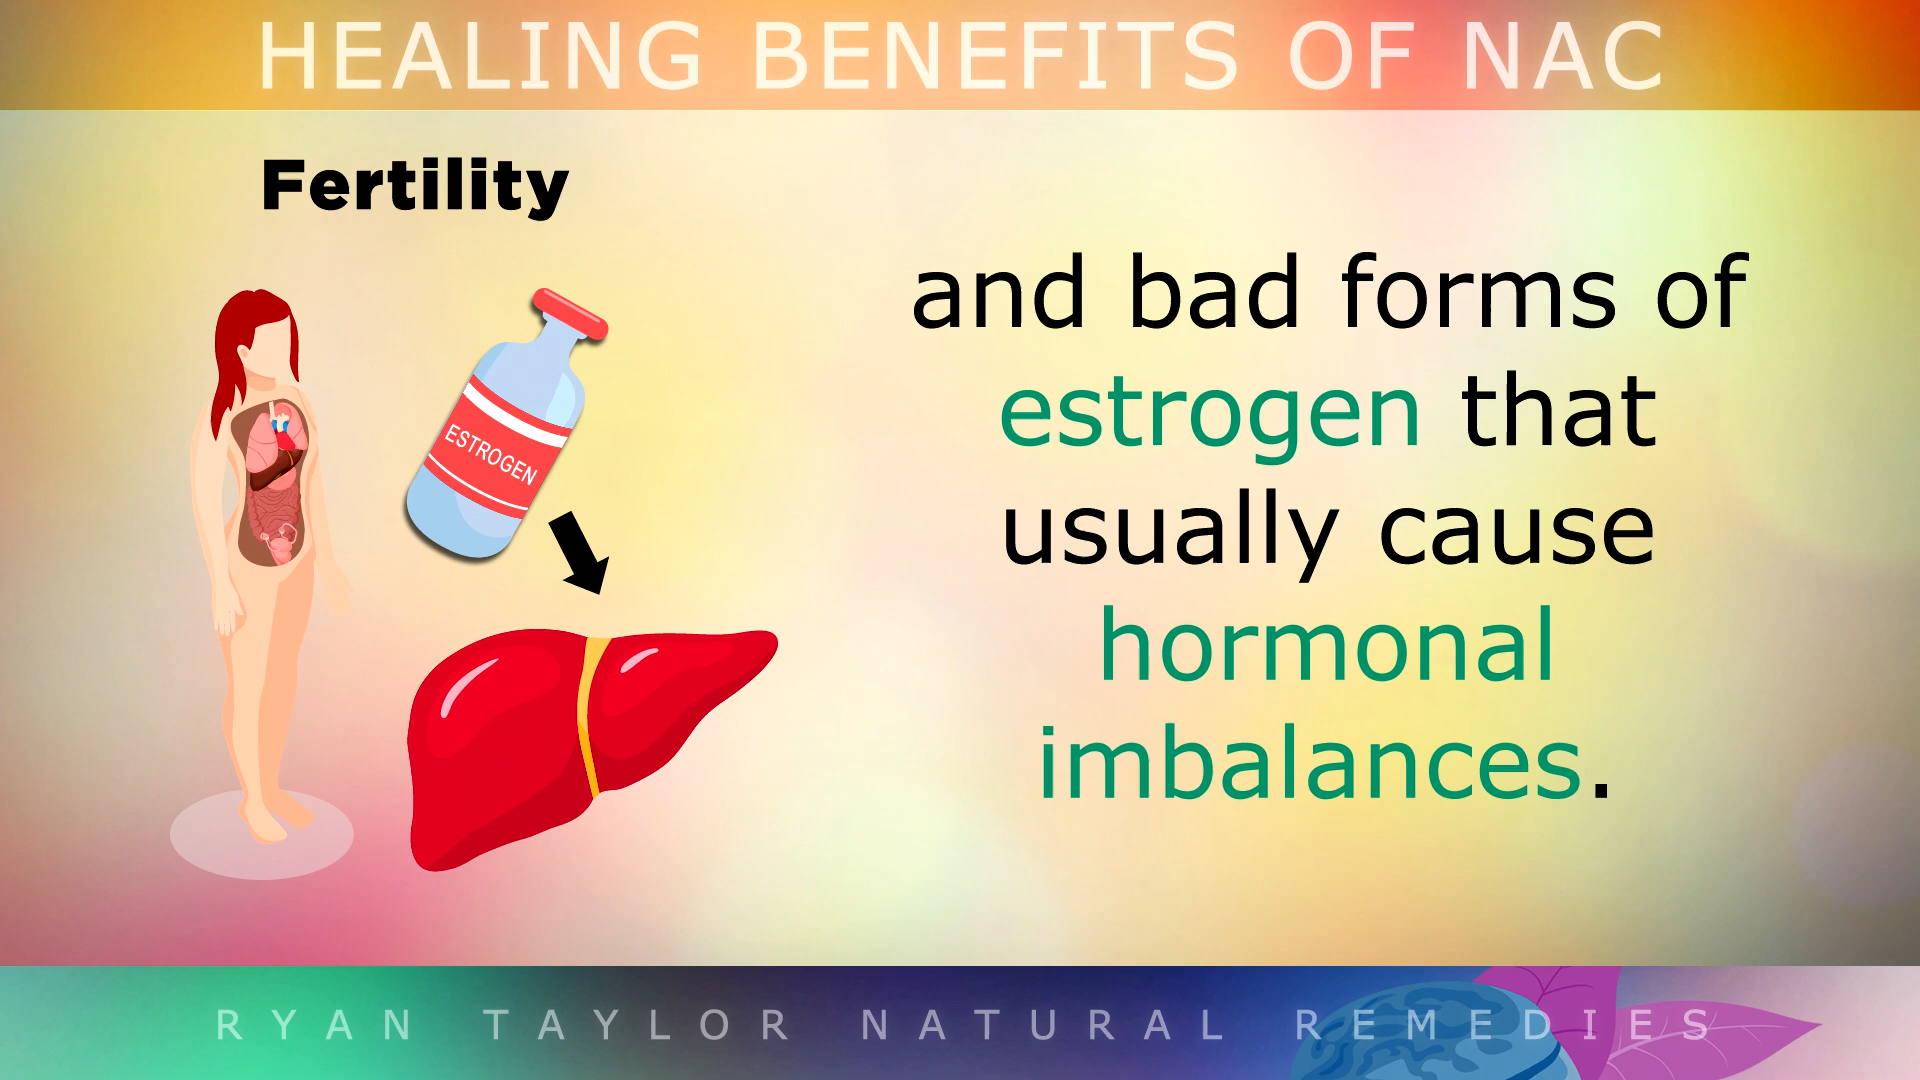 HEALING BENEFITS OF NAC
Fertility
ESTROGEN
and bad forms of
estrogen that
usually cause
hormonal
imbalances.
RYAN TAYLOR NATURAL REMEDIES